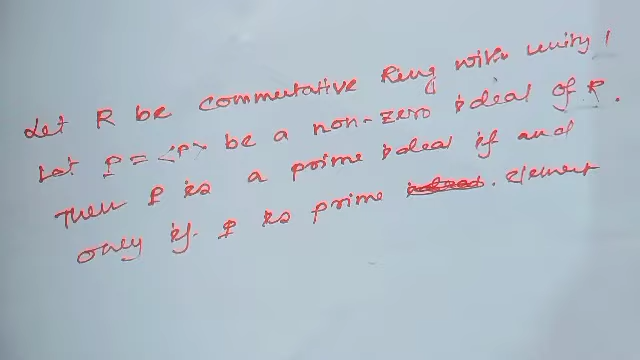 Let R be commutative Ring with unity 1
Let P = <P> be a non-zero ideal of R.
Then P is a prime ideal if and
only if P is prime element